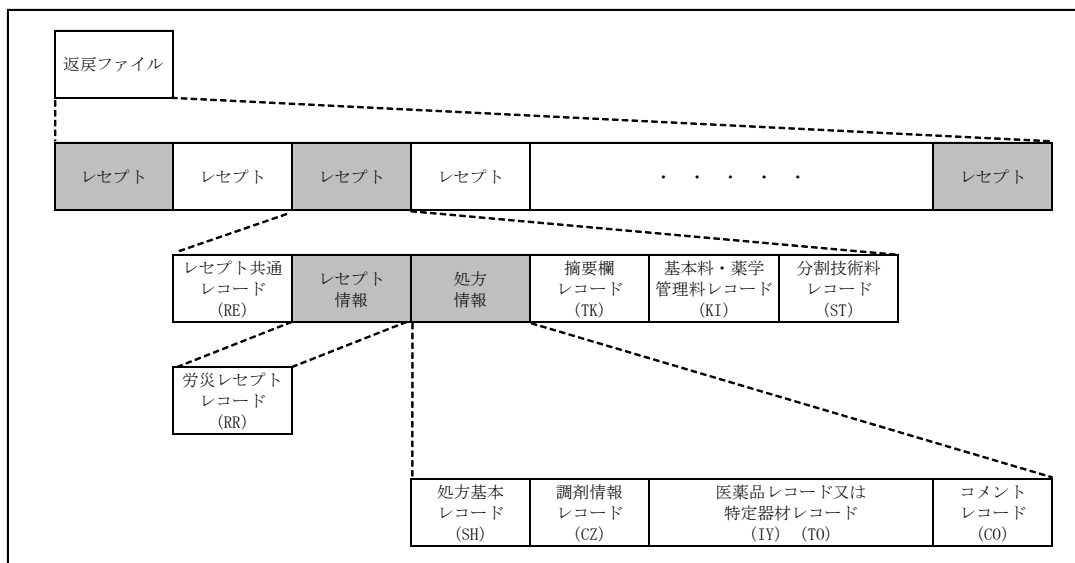 返戻ファイル
レセプト
レセプト
レセプト
レセプト
・ ・ ・ ・ ・
レセプト
レセプト共通
レコード
(RE)
レセプト
情報
処方
情報
摘要欄
レコード
(TK)
基本料・薬学
管理料レコード
(KI)
分割技術料
レコード
(ST)
労災レセプト
レコード
(RR)
処方基本
レコード
(SH)
調剤情報
レコード
(CZ)
医薬品レコード又は
特定器材レコード
(IY) (TO)
コメント
レコード
(CO)